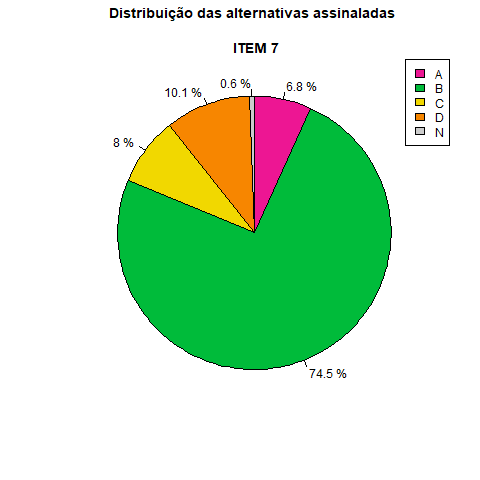 Distribuição das alternativas assinaladas
ITEM 7
6.8 %
74.5 %
8 %
10.1 %
0.6 %
A
B
C
D
N